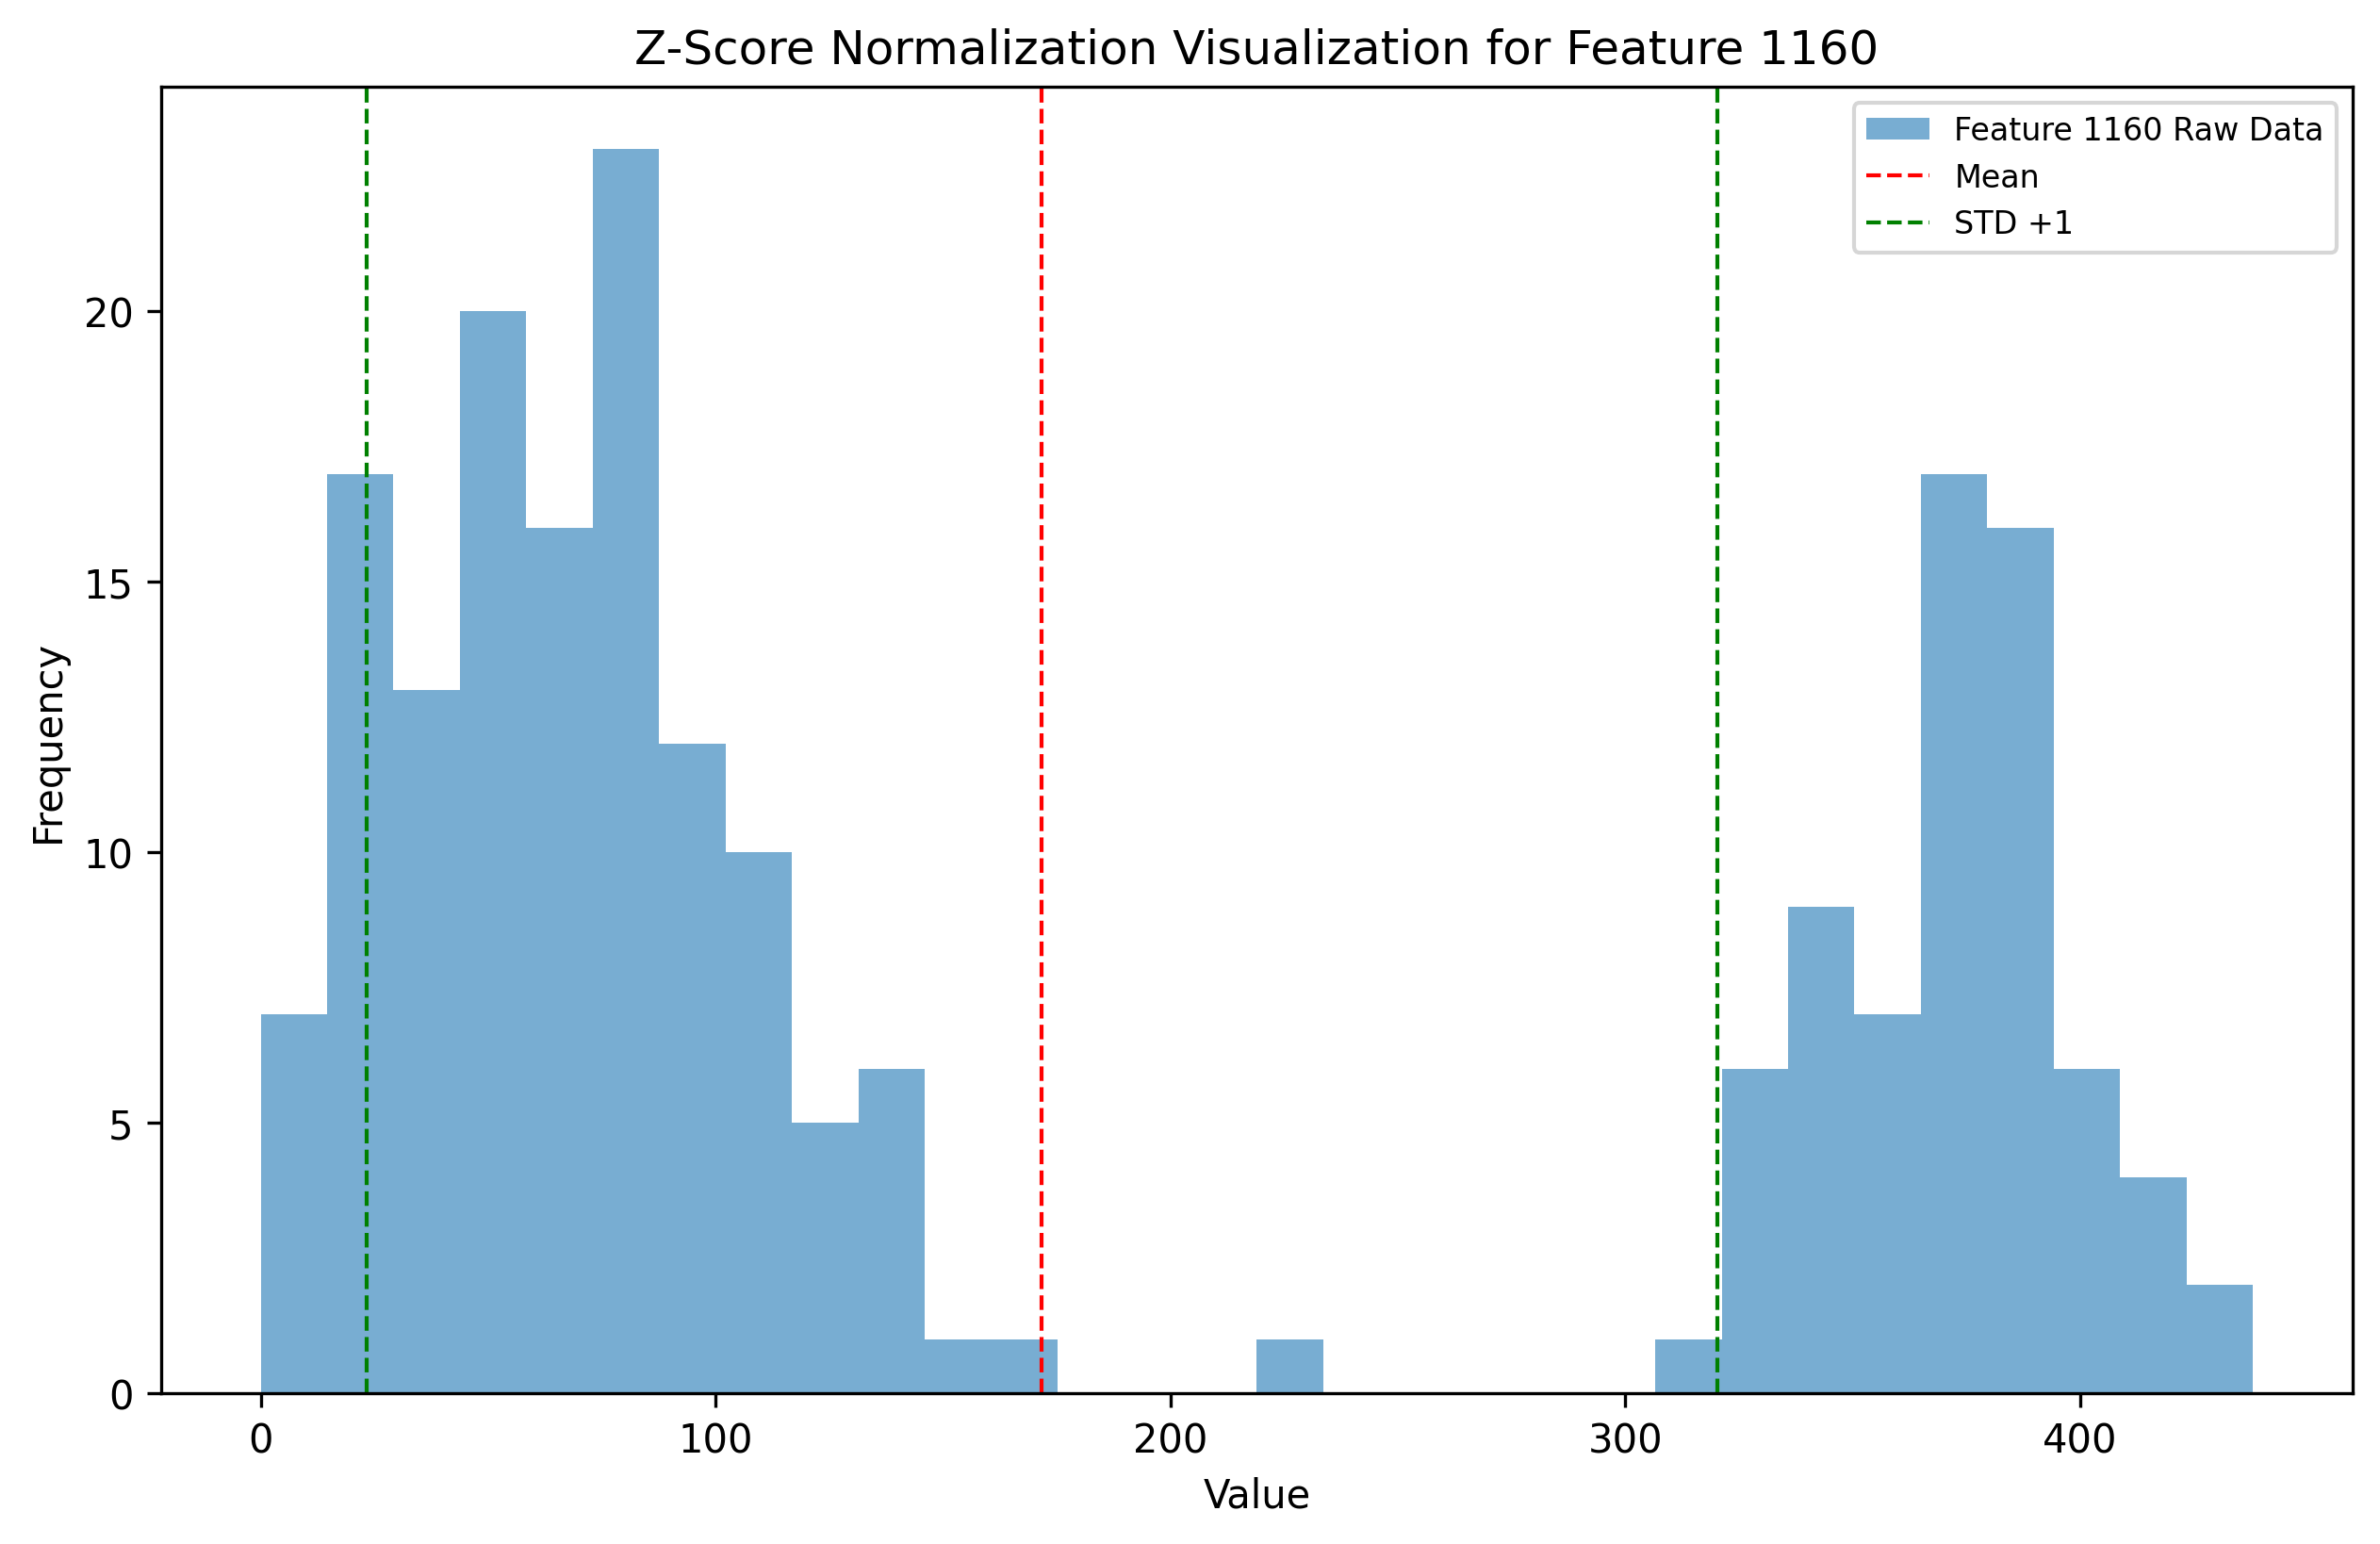 Z-Score Normalization Visualization for Feature 1160
Feature 1160 Raw Data
Mean
STD +1
Frequency
20
15
10
5
0
0 100 200 300 400
Value